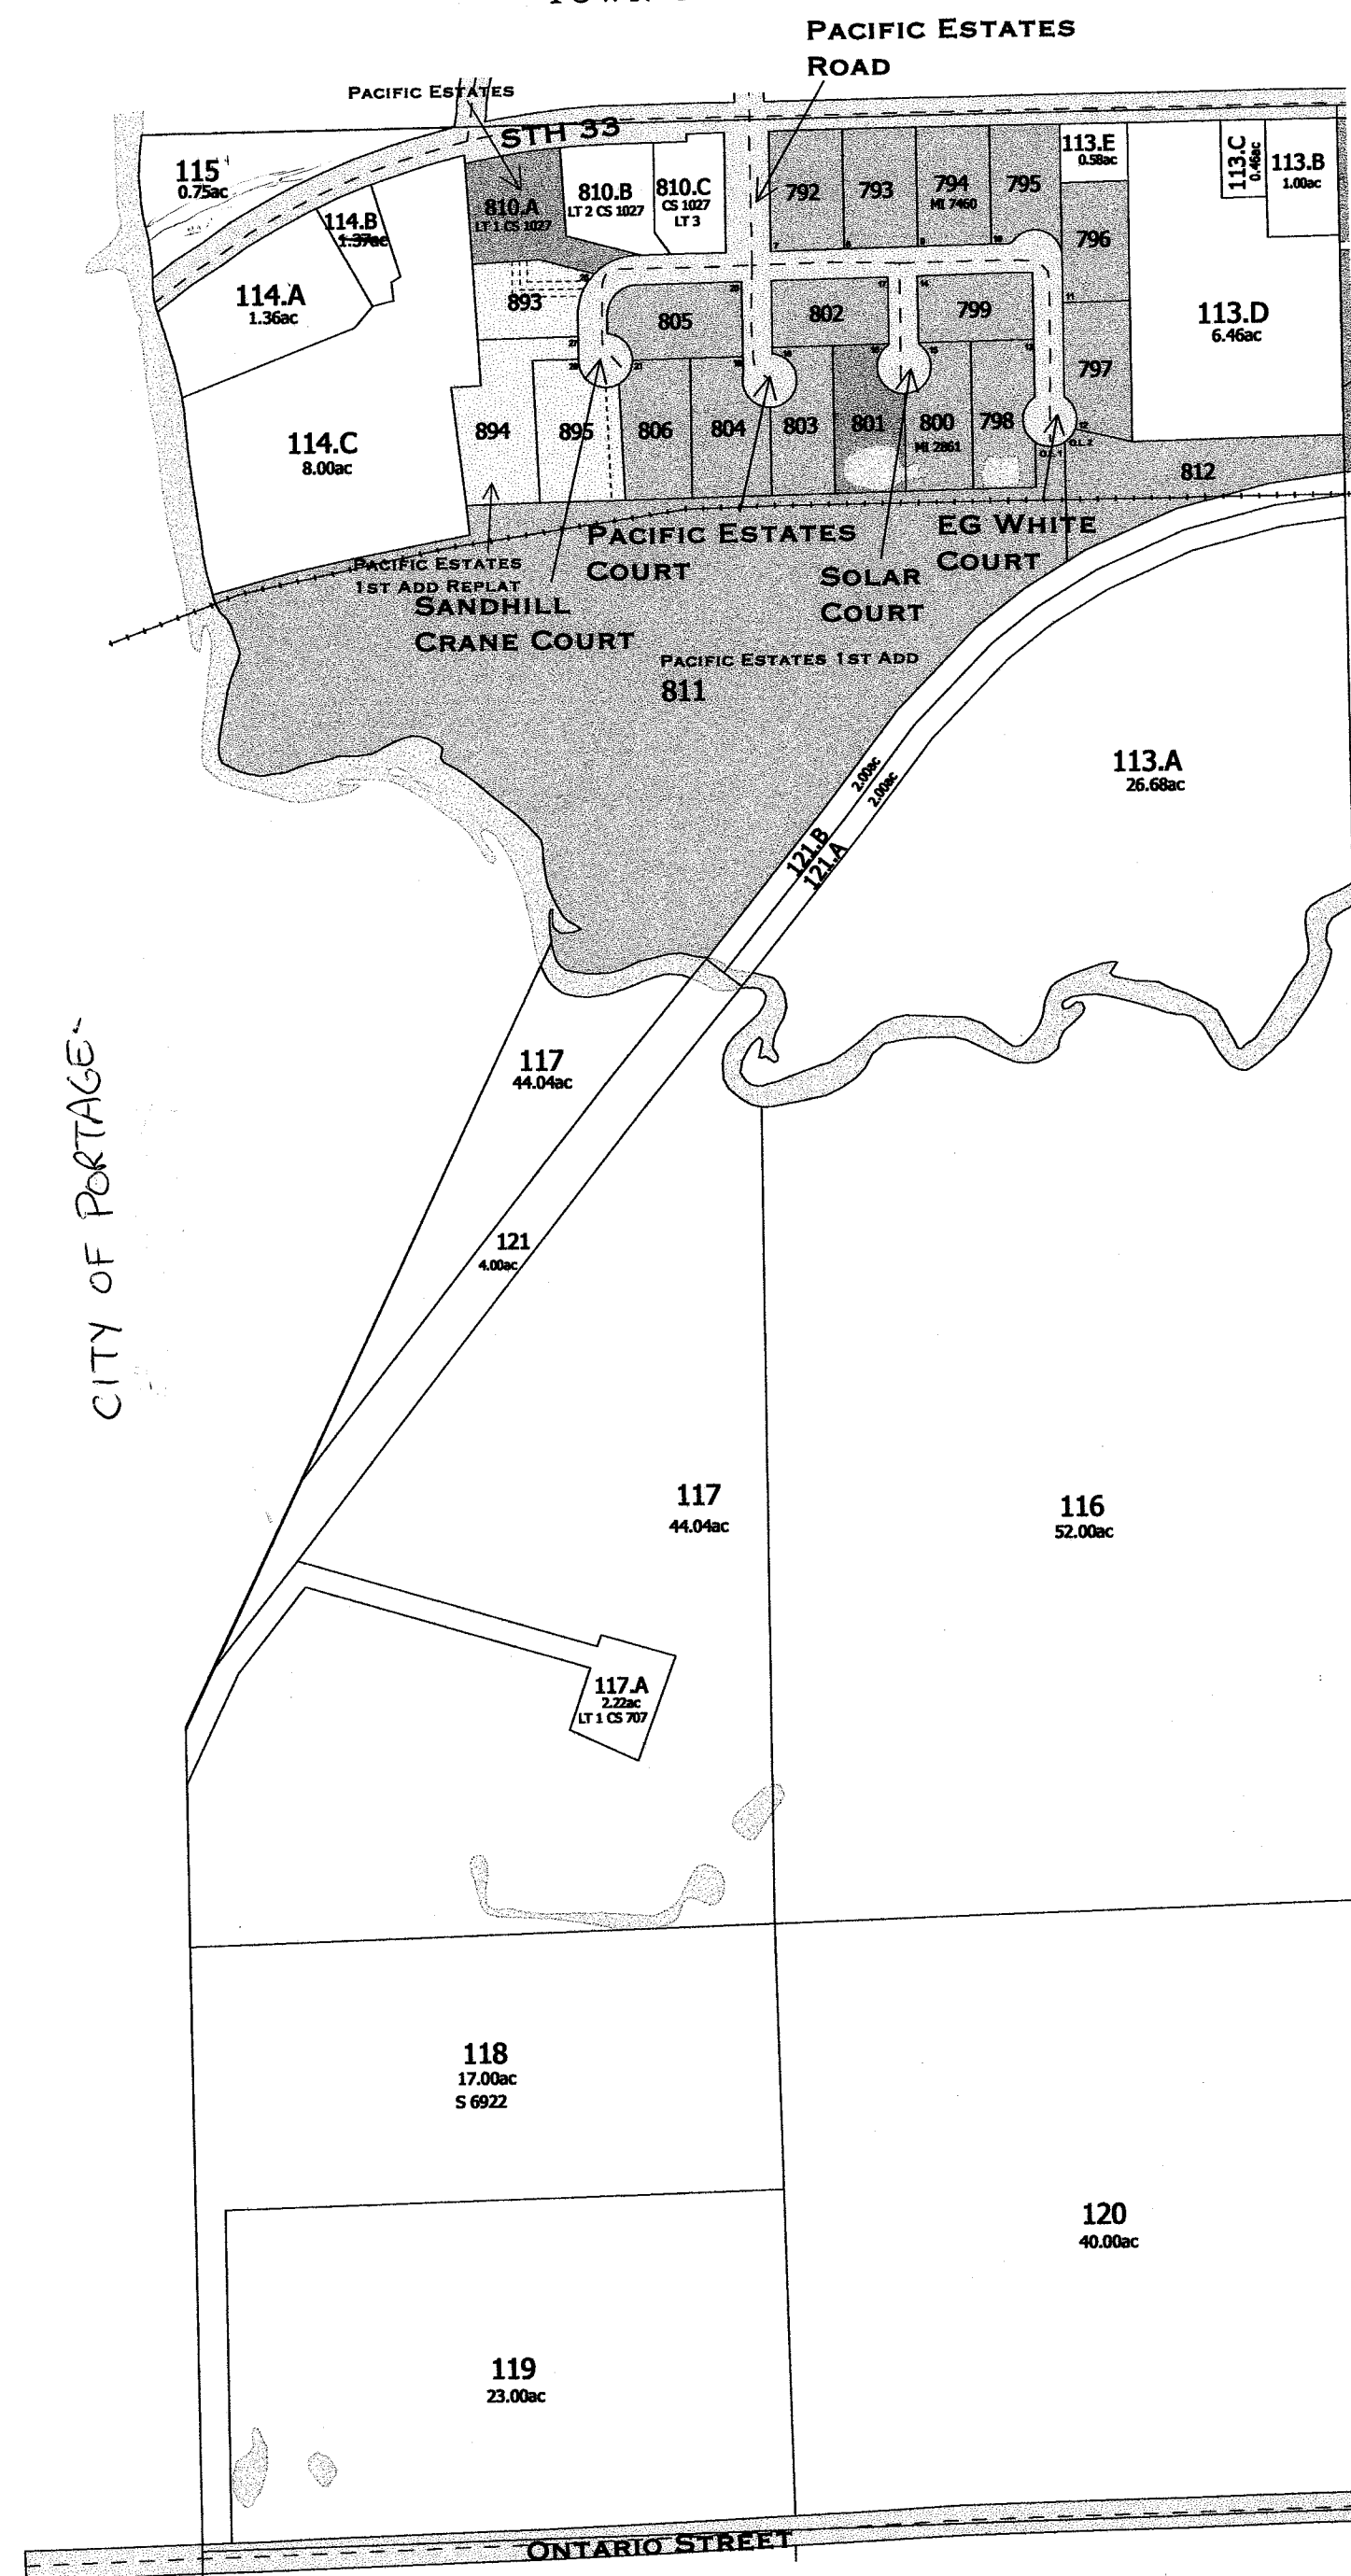 PACIFIC ESTATES
ROAD
PACIFIC ESTATES
STH 33
115
0.75ac
114.B
1.37ac
114.A
1.36ac
114.C
8.00ac
810.A
LT 1 CS 1027
810.B
LT 2 CS 1027
810.C
CS 1027
LT 3
792
793
794
MI 7460
795
113.E
0.58ac
113.C
0.46ac
113.B
1.00ac
796
113.D
6.46ac
893
805
802
799
797
894
895
806
804
803
801
800
MI 2861
798
812
PACIFIC ESTATES
COURT
EG WHITE
COURT
SOLAR
COURT
PACIFIC ESTATES
1ST ADD REPLAT
SANDHILL
CRANE COURT
PACIFIC ESTATES 1ST ADD
811
113.A
26.68ac
2.00ac
2.00ac
121.B
121.A
117
44.04ac
CITY OF PORTAGE
121
4.00ac
117
44.04ac
116
52.00ac
117.A
2.22ac
LT 1 CS 707
118
17.00ac
S 6922
120
40.00ac
119
23.00ac
ONTARIO STREET